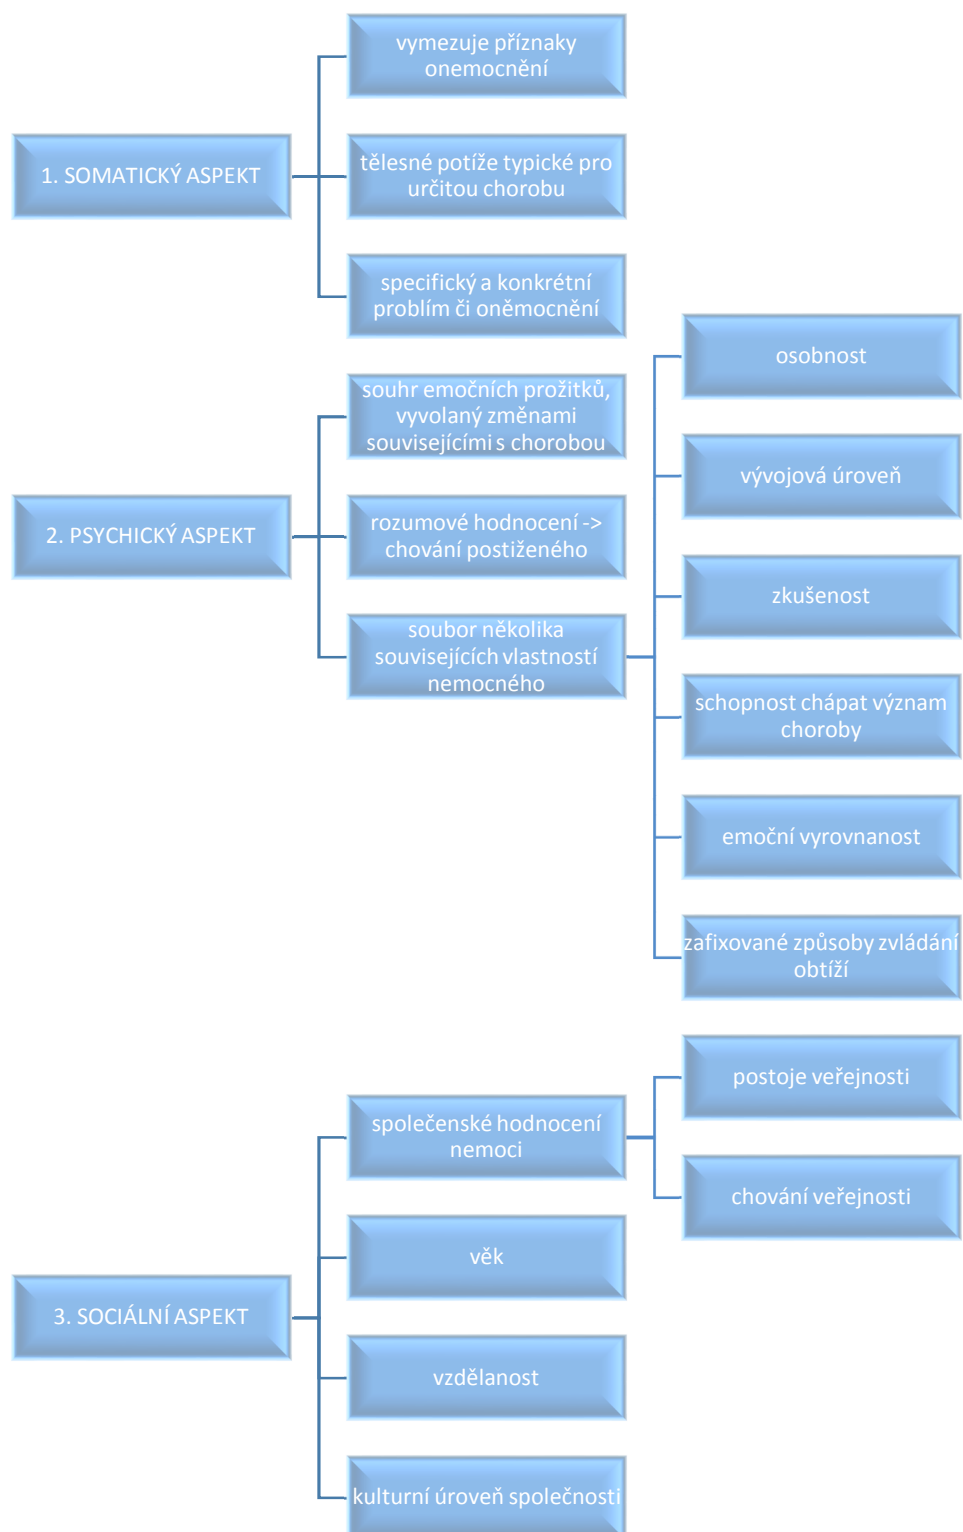 1. SOMATICKÝ ASPEKT
vymezuje příznaky
onemocnění
tělesné potíže typické pro
určitou chorobu
specifický a konkrétní
problím či oněmocnění
2. PSYCHICKÝ ASPEKT
souhr emočních prožitků,
vyvolaný změnami
souvisejícími s chorobou
rozumové hodnocení ->
chování postiženého
soubor několika
souvisejících vlastností
nemocného
osobnost
vývojová úroveň
zkušenost
schopnost chápat význam
choroby
emoční vyrovnanost
zafixované způsoby zvládání
obtíží
3. SOCIÁLNÍ ASPEKT
společenské hodnocení
nemoci
postoje veřejnosti
chování veřejnosti
věk
vzdělanost
kulturní úroveň společnosti